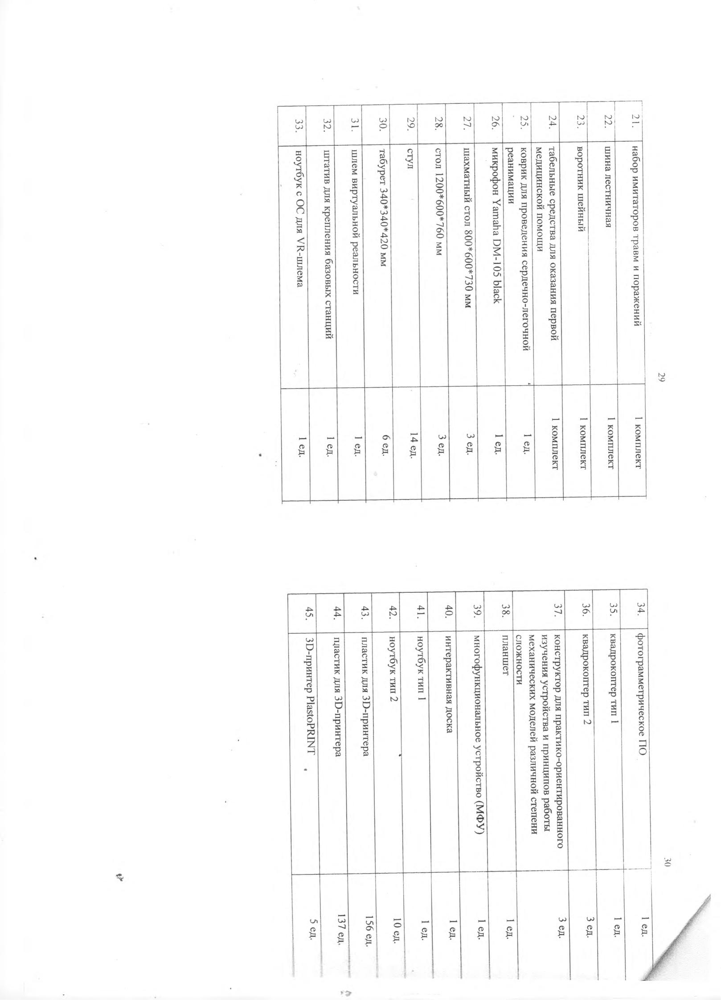 29
21. набор имитаторов травм и поражений 1 комплект
22. шина лестничная 1 комплект
23. воротник шейный 1 комплект
24. табельные средства для оказания первой 1 комплект
медицинской помощи
25. коврик для проведения сердечно-легочной 1 ед.
реанимации
26. микрофон Yamaha DM-105 black 1 ед.
27. шахматный стол 800*600*730 мм 3 ед.
28. стол 1200*600*760 мм 3 ед.
29. стул 14 ед.
30. табурет 340*340*420 мм 6 ед.
31. шлем виртуальной реальности 1 ед.
32. штатив для крепления базовых станций 1 ед.
33. ноутбук с ОС для VR-шлема 1 ед.
30
34. фотограмметрическое ПО 1 ед.
35. квадрокоптер тип 1 1 ед.
36. квадрокоптер тип 2 3 ед.
37. конструктор для практико-ориентированного 3 ед.
изучения устройства и принципов работы
механических моделей различной степени
сложности
38. планшет 1 ед.
39. многофункциональное устройство (МФУ) 1 ед.
40. интерактивная доска 1 ед.
41. ноутбук тип 1 1 ед.
42. ноутбук тип 2 10 ед.
43. пластик для 3D-принтера 156 ед.
44. пластик для 3D-принтера 137 ед.
45. 3D-принтер PlastoPRINT 5 ед.